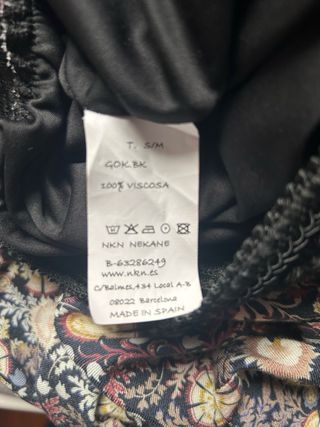 T. S/M
GOK.BK
100% VISCOSA
NKN NEKANE
B-63286249
www.nkn.es
C/Balmes,434 Local A-B
08022 Barcelona
MADE IN SPAIN